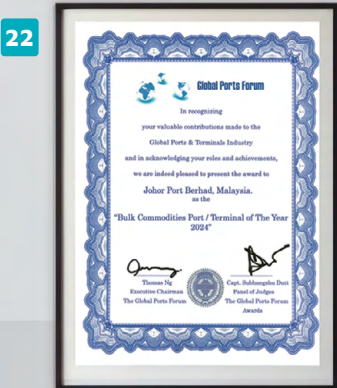 22
Global Ports Forum
In recognizing
your valuable contributions made to the
Global Ports & Terminals Industry
and in acknowledging your roles and achievements,
we are indeed pleased to present the award to
Johor Port Berhad, Malaysia.
as the
"Bulk Commodities Port / Terminal of The Year
2024"
Thomas Ng
Executive Chairman
The Global Ports Forum
Capt. Subhangshu Dutt
Panel of Judges
The Global Ports Forum
Awards